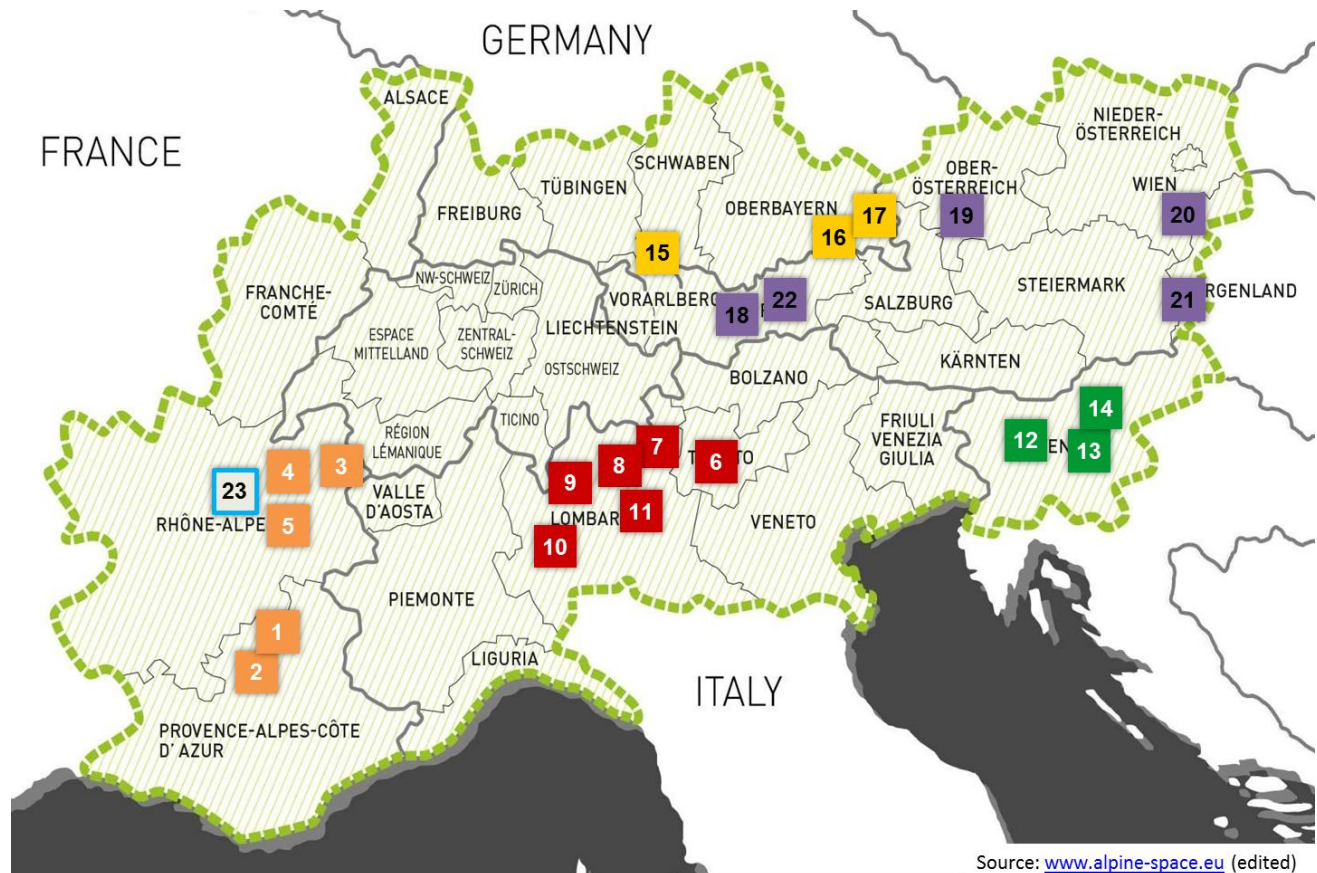 GERMANY
FRANCE
ALSACE
NIEDER-
ÖSTERREICH
SCHWABEN
OBER-
ÖSTERREICH
TÜBINGEN
WIEN
FREIBURG
OBERBAYERN
17
19
20
16
15
NW-SCHWEIZ
ZÜRICH
FRANCHE-
COMTÉ
VORARLBERG
18
22
SALZBURG
STEIERMARK
21
RGENLAND
ESPACE
MITTELLAND
ZENTRAL-
SCHWEIZ
LIECHTENSTEIN
OSTSCHWEIZ
BOLZANO
KÄRNTEN
TICINO
RÉGION
LÉMANIQUE
FRIULI
VENEZIA
GIULIA
14
12
EN
13
7
8
6
T
TO
9
4
3
23
VALLE
D'AOSTA
RHÔNE-ALPE
5
LOMBAR
11
10
VENETO
PIEMONTE
1
2
LIGURIA
ITALY
PROVENCE-ALPES-CÔTE
D' AZUR
Source: www.alpine-space.eu (edited)